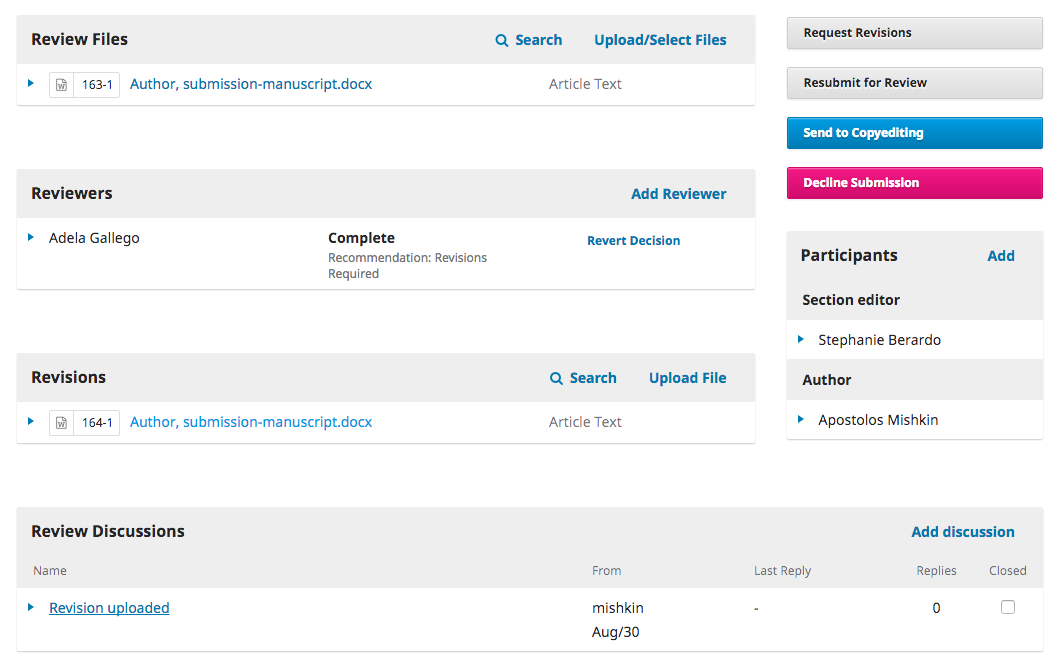 Review Files Search Upload/Select Files
163-1 Author, submission-manuscript.docx Article Text
Reviewers Add Reviewer
Adela Gallego Complete Revert Decision
Recommendation: Revisions
Required
Revisions Search Upload File
164-1 Author, submission-manuscript.docx Article Text
Request Revisions
Resubmit for Review
Send to Copyediting
Decline Submission
Participants Add
Section editor
Stephanie Berardo
Author
Apostolos Mishkin
Review Discussions Add discussion
Name From Last Reply Replies Closed
Revision uploaded mishkin - 0
Aug/30